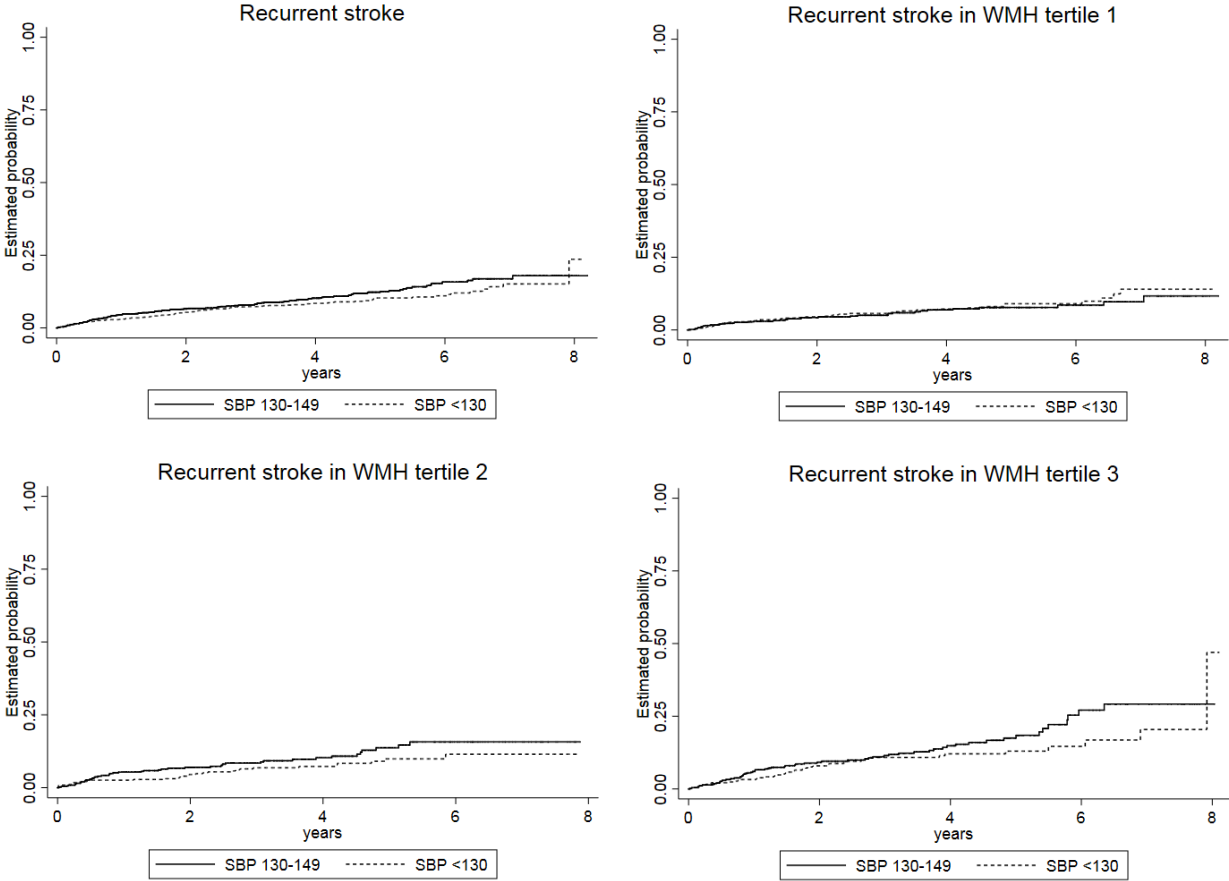 Recurrent stroke
Estimated probability
1.00
0.75
0.50
0.25
0.00
0 2 4 6 8
years
SBP 130-149 SBP <130
Recurrent stroke in WMH tertile 1
Estimated probability
1.00
0.75
0.50
0.25
0.00
0 2 4 6 8
years
SBP 130-149 SBP <130
Recurrent stroke in WMH tertile 2
Estimated probability
1.00
0.75
0.50
0.25
0.00
0 2 4 6 8
years
SBP 130-149 SBP <130
Recurrent stroke in WMH tertile 3
Estimated probability
1.00
0.75
0.50
0.25
0.00
0 2 4 6 8
years
SBP 130-149 SBP <130